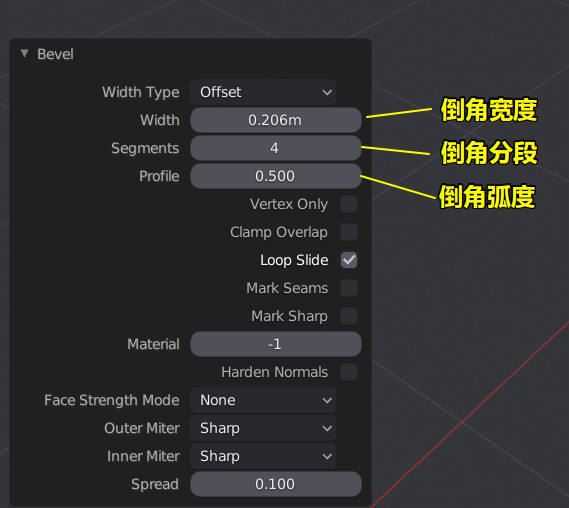 Bevel
Width Type Offset
Width 0.206m 倒角宽度
Segments 4 倒角分段
Profile 0.500 倒角弧度
Vertex Only
Clamp Overlap
Loop Slide
Mark Seams
Mark Sharp
Material -1
Harden Normals
Face Strength Mode None
Outer Miter Sharp
Inner Miter Sharp
Spread 0.100